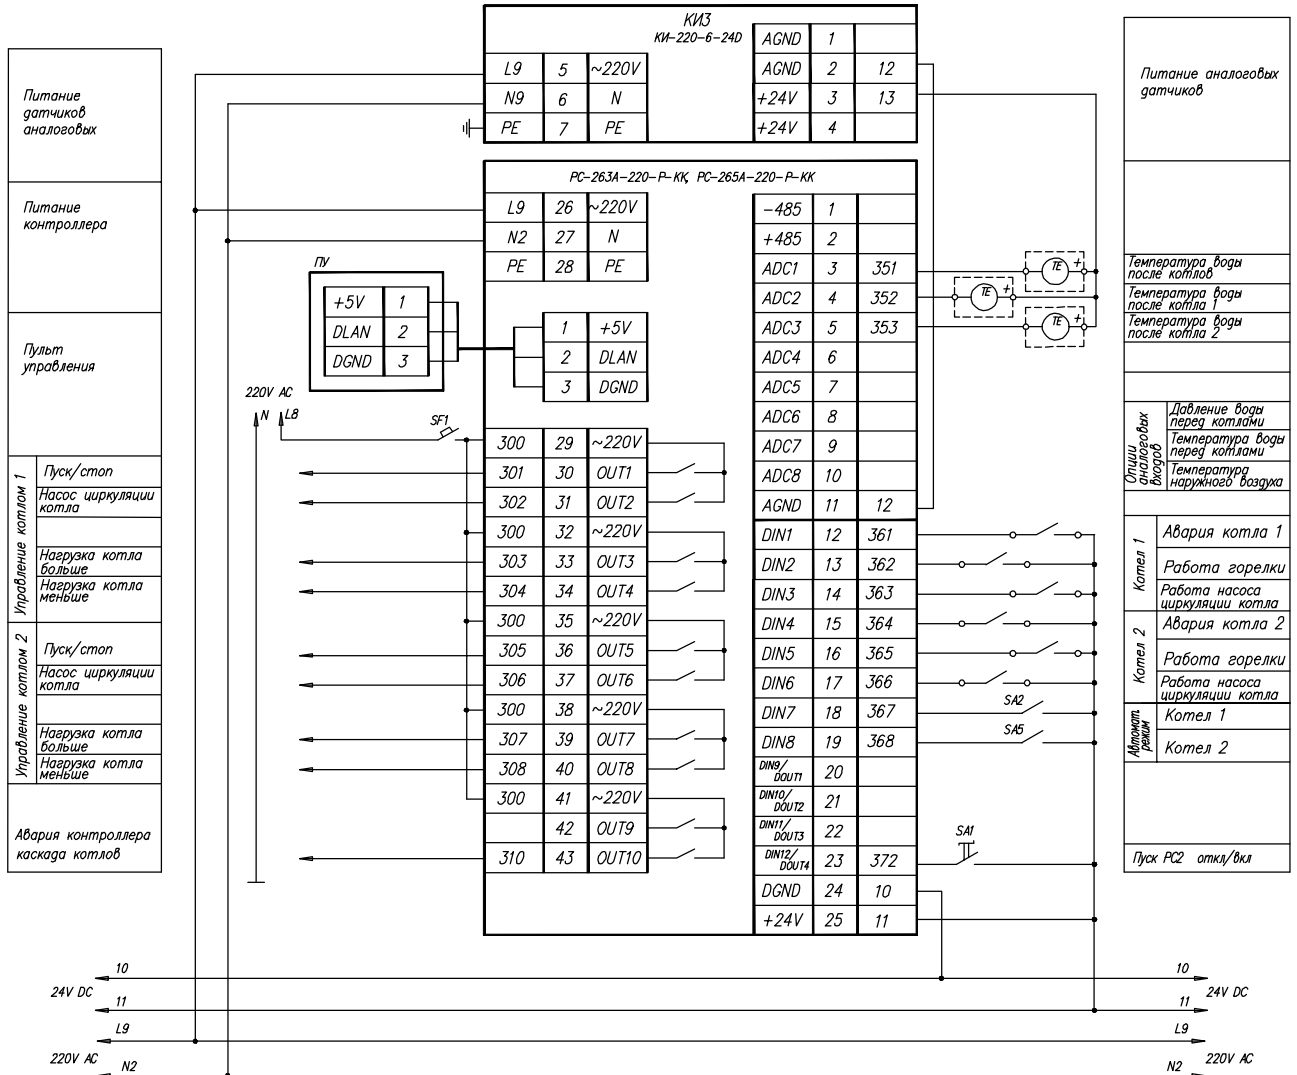 Питание
датчиков
аналоговых
Питание
контроллера
Пульт
управления
Управление котлом 1
Пуск/стоп
Насос циркуляции
котла
Нагрузка котла
больше
Нагрузка котла
меньше
Управление котлом 2
Пуск/стоп
Насос циркуляции
котла
Нагрузка котла
больше
Нагрузка котла
меньше
Авария контроллера
каскада котлов
КИ3
КИ-220-6-24D
L9 5 ~220V
N9 6 N
PE 7 PE
AGND 1
AGND 2 12
+24V 3 13
+24V 4
PC-263A-220-P-KK, PC-265A-220-P-KK
L9 26 ~220V
N2 27 N
PE 28 PE
ПУ
+5V 1
DLAN 2
DGND 3
1 +5V
2 DLAN
3 DGND
220V AC
N L8
SF1
300 29 ~220V
301 30 OUT1
302 31 OUT2
300 32 ~220V
303 33 OUT3
304 34 OUT4
300 35 ~220V
305 36 OUT5
306 37 OUT6
300 38 ~220V
307 39 OUT7
308 40 OUT8
300 41 ~220V
42 OUT9
310 43 OUT10
-485 1
+485 2
ADC1 3 351
ADC2 4 352
ADC3 5 353
ADC4 6
ADC5 7
ADC6 8
ADC7 9
ADC8 10
AGND 11 12
DIN1 12 361
DIN2 13 362
DIN3 14 363
DIN4 15 364
DIN5 16 365
DIN6 17 366
DIN7 18 367
DIN8 19 368
DIN9/
DOUT1 20
DIN10/
DOUT2 21
DIN11/
DOUT3 22
DIN12/
DOUT4 23 372
DGND 24 10
+24V 25 11
TE +
TE +
TE +
SA2
SA5
SA1
Питание аналоговых
датчиков
Температура воды
после котлов
Температура воды
после котла 1
Температура воды
после котла 2
Опции
аналоговых
входов
Давление воды
перед котлами
Температура воды
перед котлами
Температура
наружного воздуха
Котел 1
Авария котла 1
Работа горелки
Работа насоса
циркуляции котла
Котел 2
Авария котла 2
Работа горелки
Работа насоса
циркуляции котла
Автомат.
режим
Котел 1
Котел 2
Пуск PC2 откл/вкл
10
24V DC
11
L9
220V AC
N2
10
24V DC
11
L9
220V AC
N2